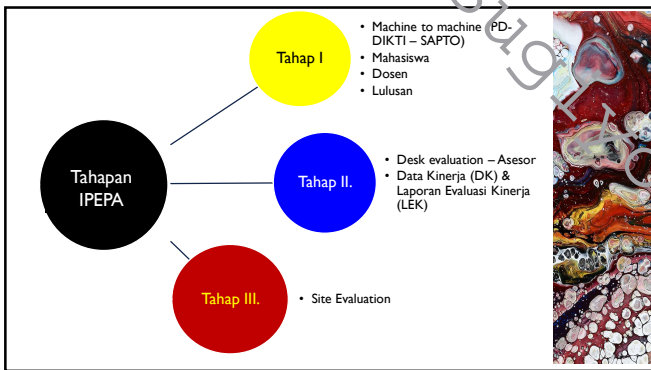 Tahapan
IPEPA
Tahap I
• Machine to machine (PD-
DIKTI – SAPTO)
• Mahasiswa
• Dosen
• Lulusan
Tahap II.
• Desk evaluation – Asesor
• Data Kinerja (DK) &
Laporan Evaluasi Kinerja
(LEK)
Tahap III.
• Site Evaluation